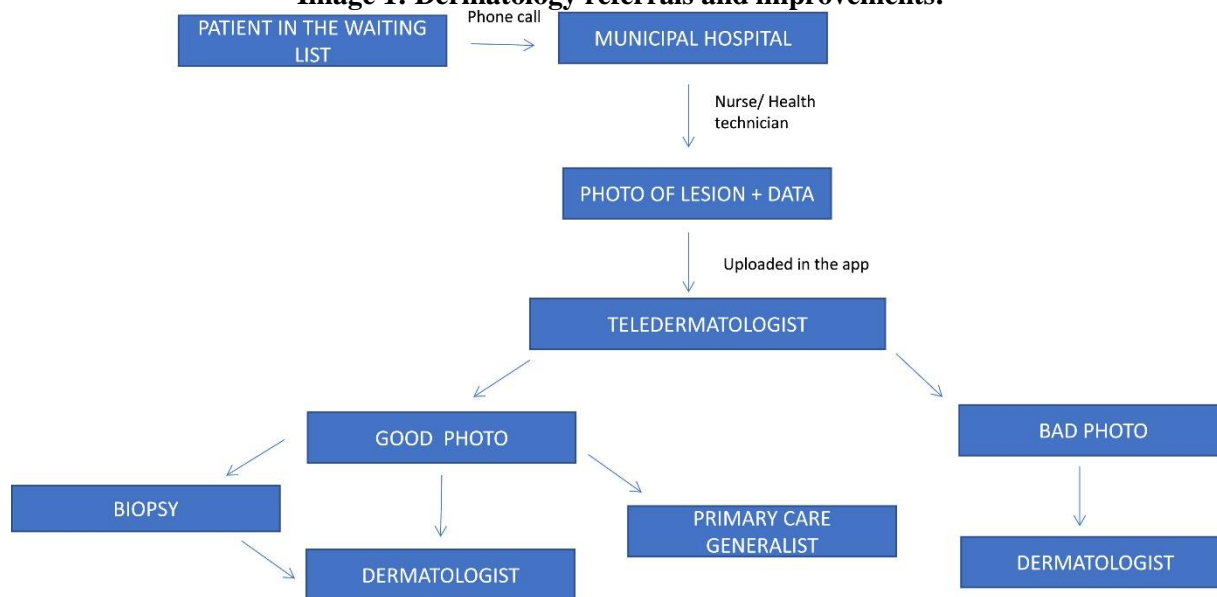 Image 1: Dermatology referrals and improvements.
PATIENT IN THE WAITING
LIST
Phone call
MUNICIPAL HOSPITAL
Nurse/ Health
technician
PHOTO OF LESION + DATA
Uploaded in the app
TELEDERMATOLOGIST
GOOD PHOTO
BAD PHOTO
BIOPSY
PRIMARY CARE
GENERALIST
DERMATOLOGIST
DERMATOLOGIST